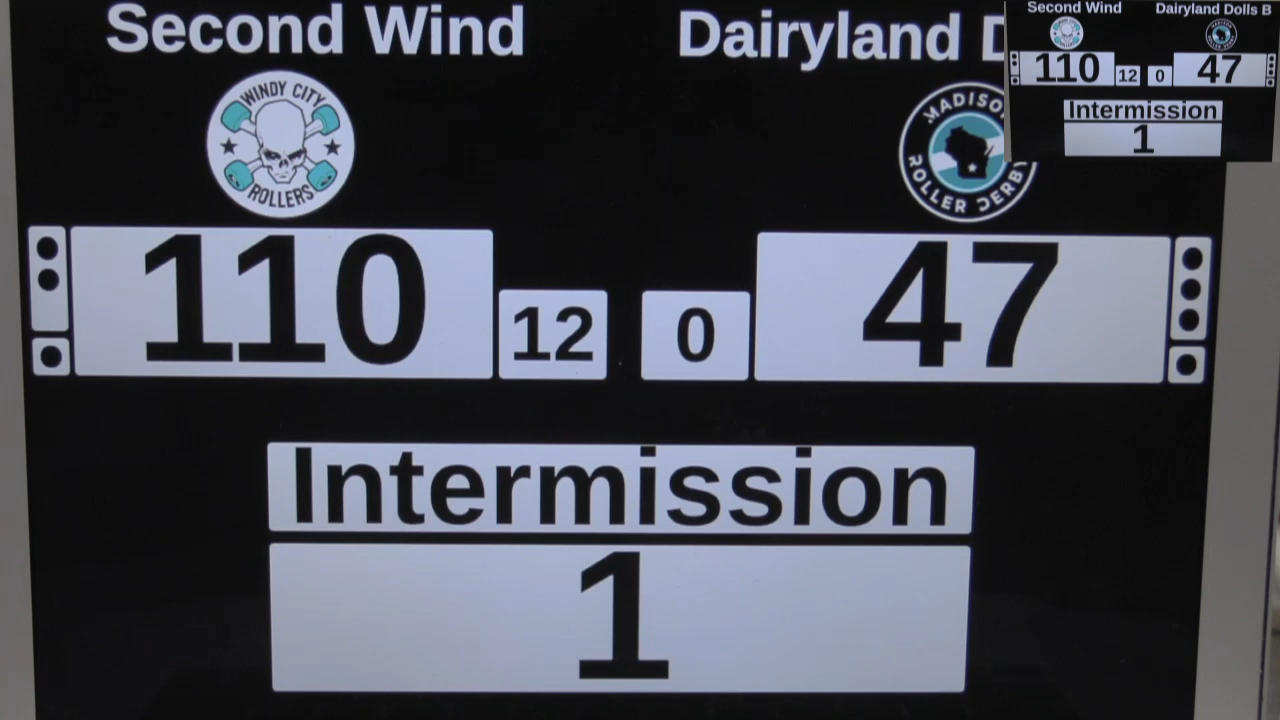 Second Wind
Dairyland D
WINDY CITY
ROLLERS
MADISON
ROLLER DERBY
110
12
0
47
Intermission
1
Second Wind
Dairyland Dolls B
110
12
0
47
Intermission
1